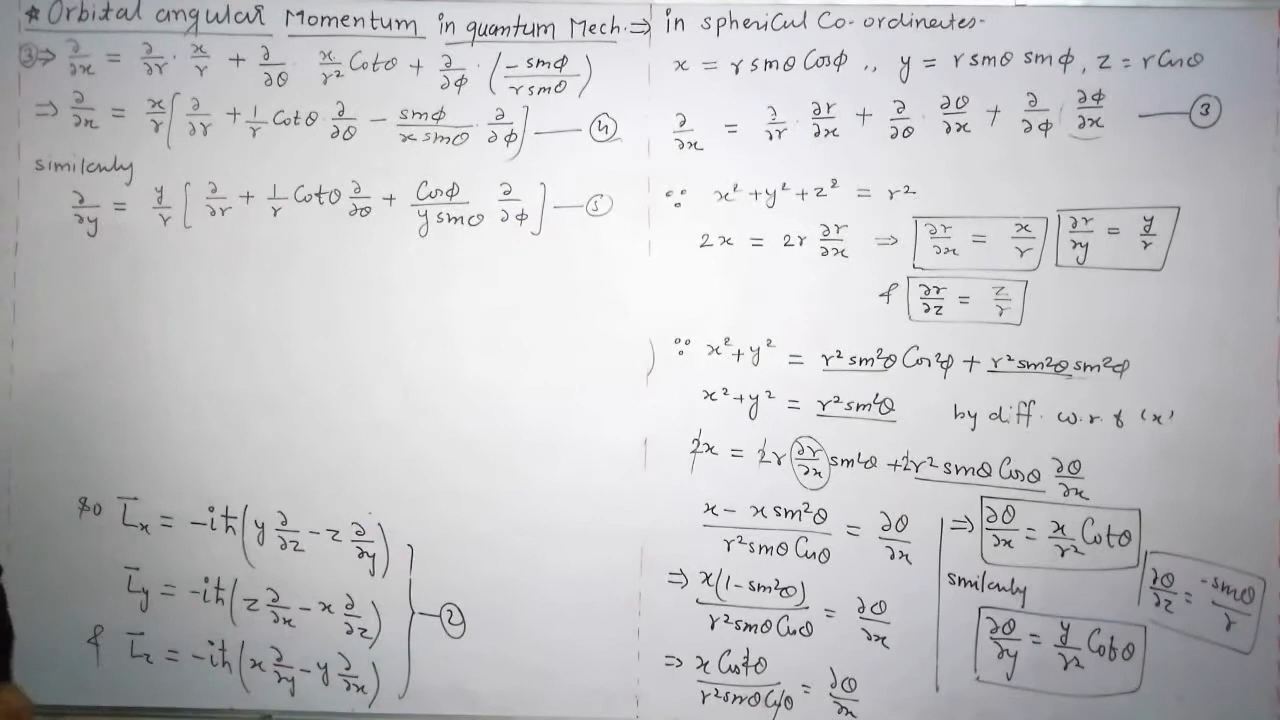 * Orbital angular Momentum in quantum Mech. ⇒ in sphericul Co-ordinates-
③⇒ ∂/∂x = ∂/∂r · x/r + ∂/∂θ · x/r² Cotθ + ∂/∂ϕ · (-sinϕ/rsinθ)
⇒ ∂/∂x = x/r [∂/∂r + 1/r Cotθ · ∂/∂θ - sinϕ/x sinθ · ∂/∂ϕ] — ④
similarly
∂/∂y = y/r [∂/∂r + 1/r Cotθ ∂/∂θ + Cosϕ/y sinθ ∂/∂ϕ] — ⑤
so L̄x = -iħ(y ∂/∂z - z ∂/∂y)
L̄y = -iħ(z ∂/∂x - x ∂/∂z)
& L̄z = -iħ(x ∂/∂y - y ∂/∂x) } — ②
x = r sinθ Cosϕ ,, y = r sinθ sinϕ, z = r Cosθ
∂/∂x = ∂/∂r · ∂r/∂x + ∂/∂θ · ∂θ/∂x + ∂/∂ϕ · ∂ϕ/∂x — ③
∵ x² + y² + z² = r²
2x = 2r ∂r/∂x ⇒ ∂r/∂x = x/r ∂r/∂y = y/r
& ∂r/∂z = z/r
∵ x² + y² = r² sin²θ Cos²ϕ + r² sin²θ sin²ϕ
x² + y² = r² sin²θ by diff. w.r.t 'x'
2x = 2r ∂r/∂x sin²θ + 2r² sinθ Cosθ ∂θ/∂x
x - x sin²θ / r² sinθ Cosθ = ∂θ/∂x
⇒ x(1 - sin²θ) / r² sinθ Cosθ = ∂θ/∂x
⇒ x Cos²θ / r² sinθ Cosθ = ∂θ/∂x
⇒ ∂θ/∂x = x/r² Cotθ
similarly
∂θ/∂y = y/r² Cotθ
∂θ/∂z = -sinθ/r